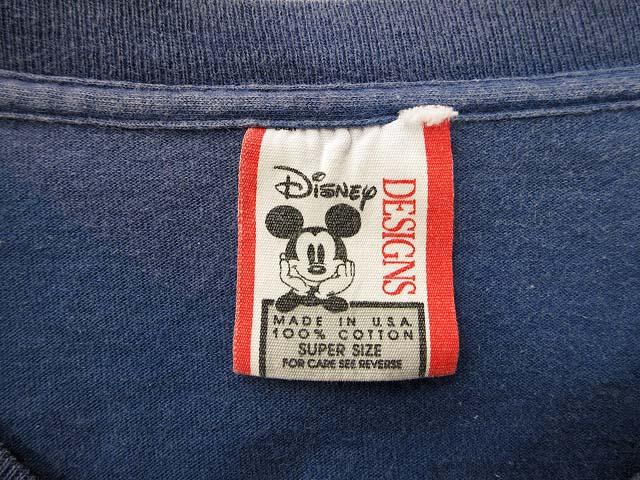 Disney
DESIGNS
MADE IN U.S.A.
100% COTTON
SUPER SIZE
FOR CARE SEE REVERSE